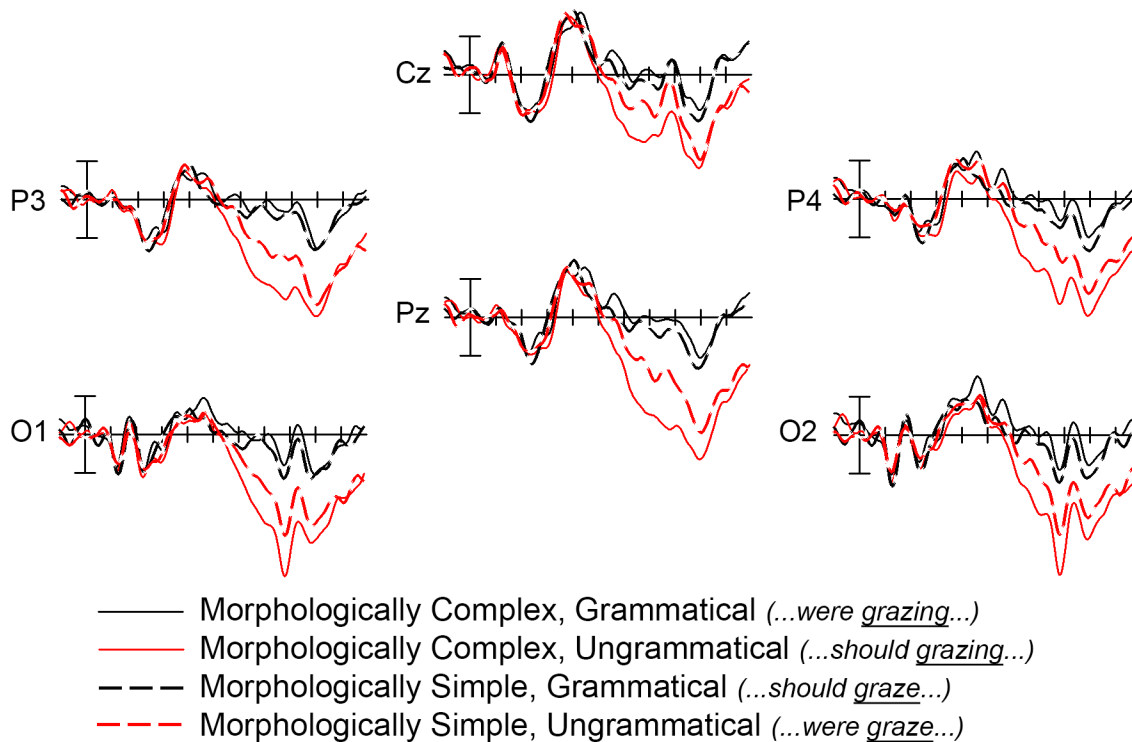 Cz
P3
P4
Pz
O1
O2
Morphologically Complex, Grammatical (...were grazing...)
Morphologically Complex, Ungrammatical (...should grazing...)
Morphologically Simple, Grammatical (...should graze...)
Morphologically Simple, Ungrammatical (...were graze...)